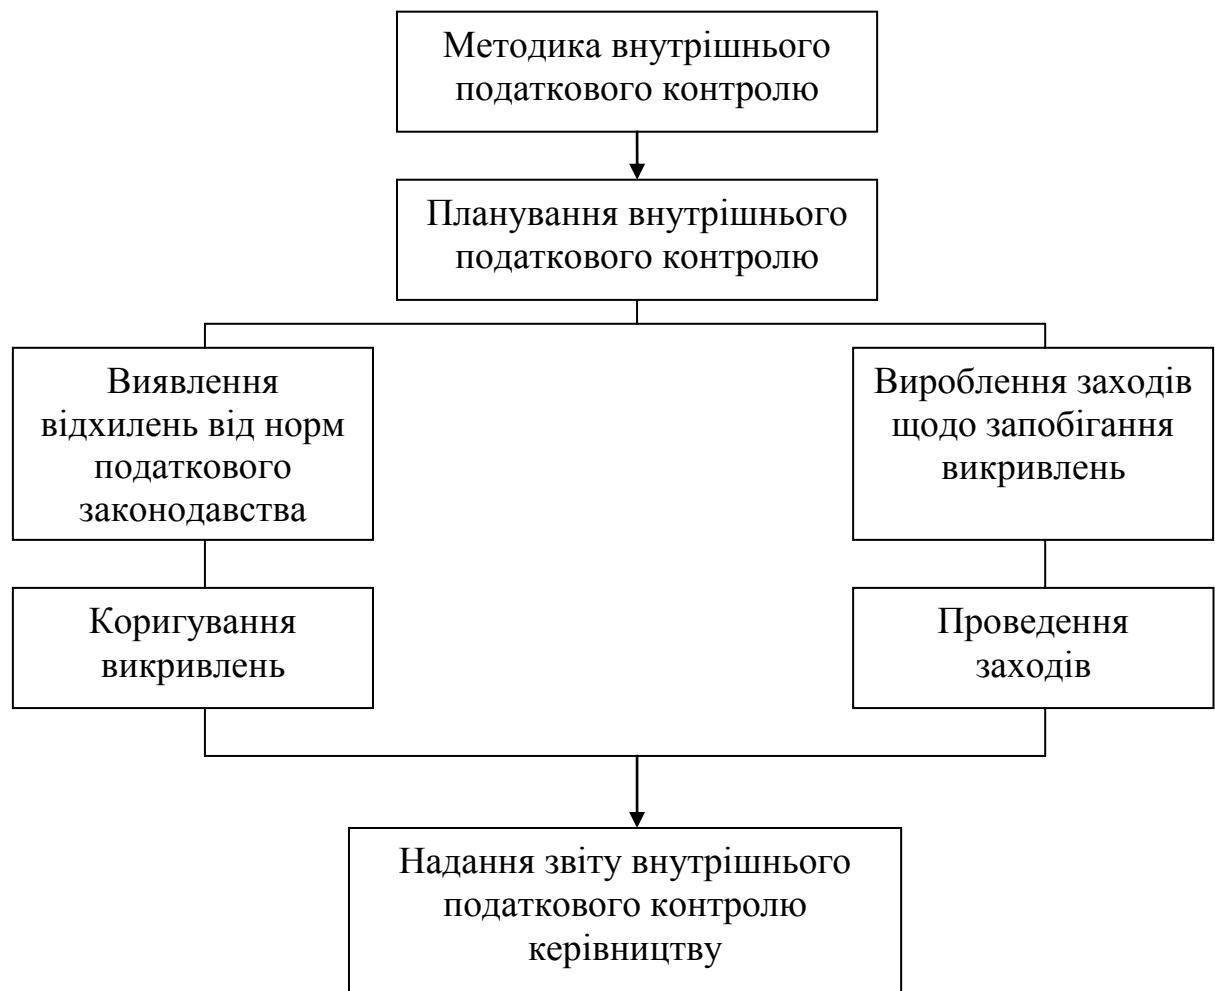 Методика внутрішнього
податкового контролю
Планування внутрішнього
податкового контролю
Виявлення
відхилень від норм
податкового
законодавства
Вироблення заходів
щодо запобігання
викривлень
Коригування
викривлень
Проведення
заходів
Надання звіту внутрішнього
податкового контролю
керівництву